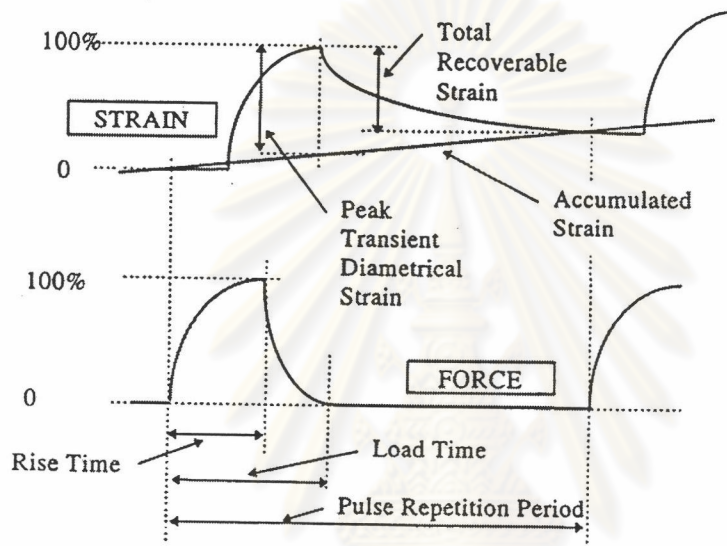 100%
Total
Recoverable
Strain
STRAIN
0
Accumulated
Strain
Peak
Transient
Diametrical
Strain
100%
FORCE
0
Rise Time
Load Time
Pulse Repetition Period